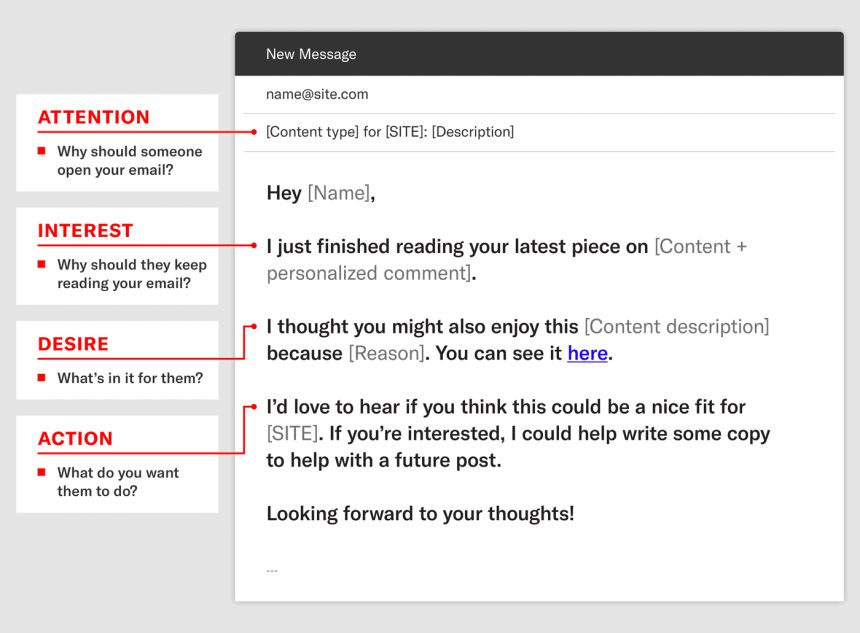 New Message
name@site.com
ATTENTION
[Content type] for [SITE]: [Description]
Why should someone
open your email?
Hey [Name],
INTEREST
I just finished reading your latest piece on [Content +
personalized comment].
Why should they keep
reading your email?
DESIRE
I thought you might also enjoy this [Content description]
because [Reason]. You can see it here.
What’s in it for them?
ACTION
I’d love to hear if you think this could be a nice fit for
[SITE]. If you’re interested, I could help write some copy
to help with a future post.
What do you want
them to do?
Looking forward to your thoughts!
---